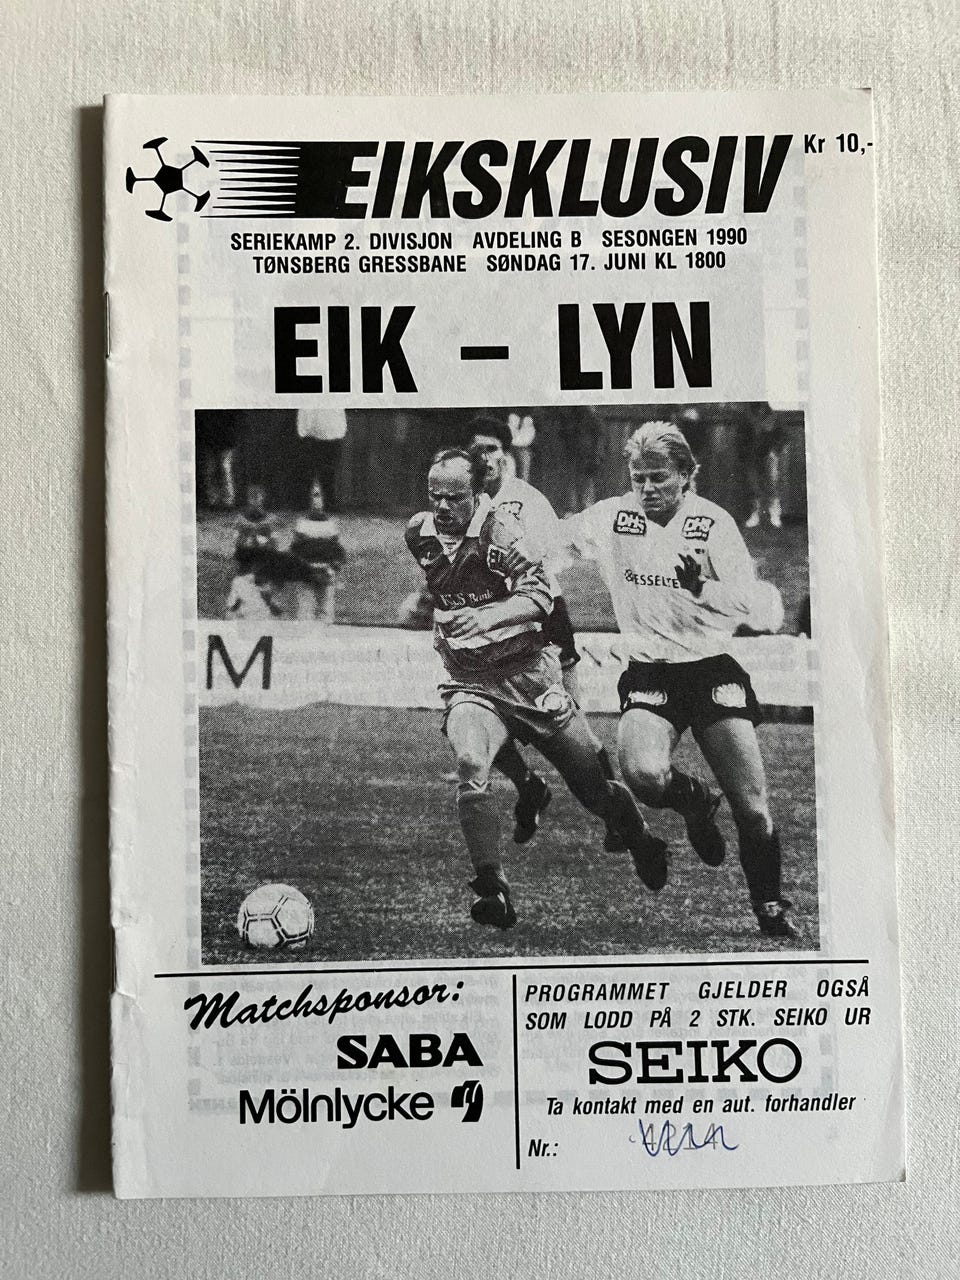 EIKSKLUSIV
Kr 10,-
SERIEKAMP 2. DIVISJON AVDELING B SESONGEN 1990
TØNSBERG GRESSBANE SØNDAG 17. JUNI KL 1800
EIK – LYN
M
Matchsponsor:
SABA
Mölnlycke
PROGRAMMET GJELDER OGSÅ
SOM LODD PÅ 2 STK. SEIKO UR
SEIKO
Ta kontakt med en aut. forhandler
Nr.: